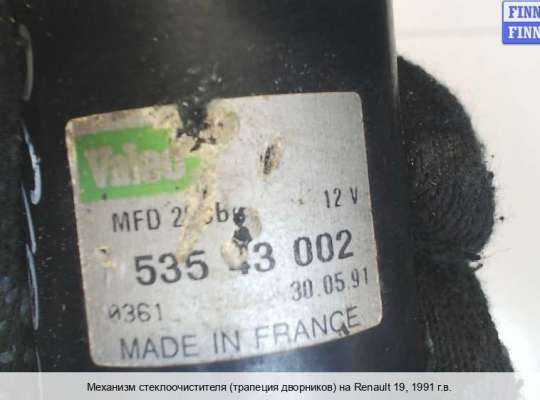 FINN
FINN
Valeo
12 V
535 43 002
0361
30.05.91
MADE IN FRANCE
Механизм стеклоочистителя (трапеция дворников) на Renault 19, 1991 г.в.